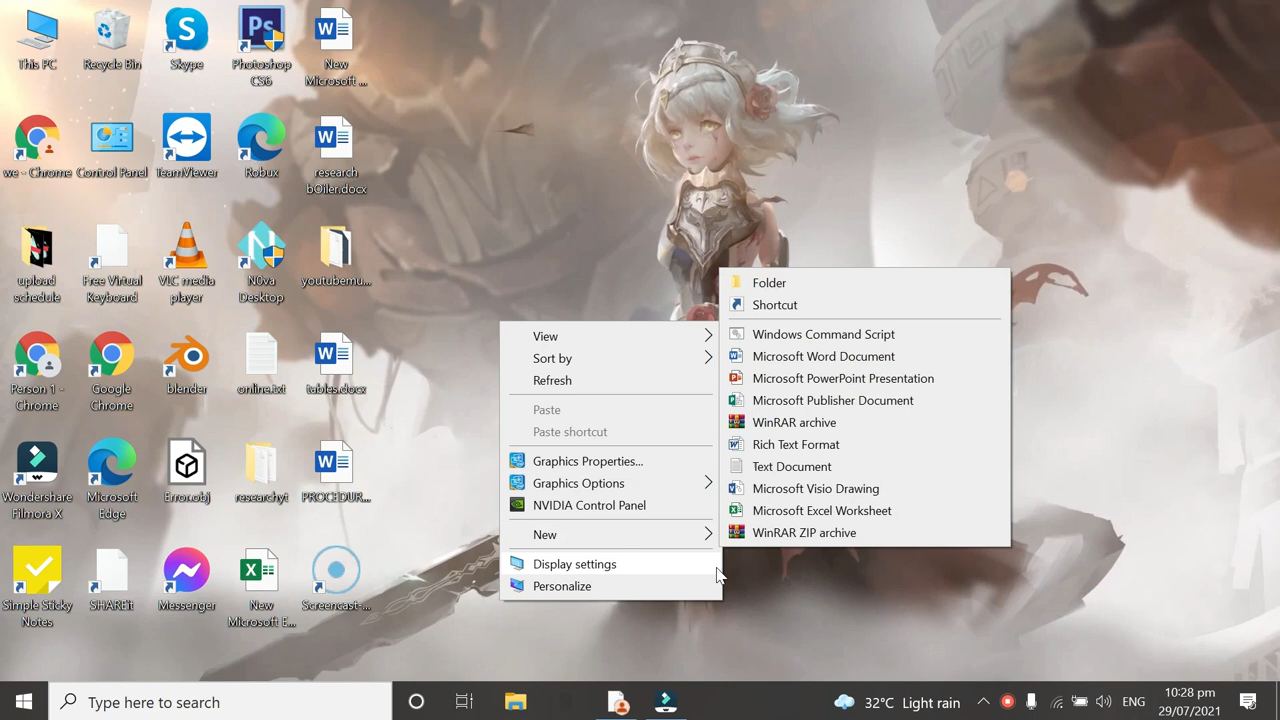 This PC
Recycle Bin
Skype
Photoshop
CS6
New
Microsoft ...
we - Chrome
Control Panel
TeamViewer
Robux
research
bOiler.docx
upload
schedule
Free Virtual
Keyboard
VLC media
player
N0va
Desktop
youtubemu...
Person 1 -
Chrome
Google
Chrome
blender
online.txt
tables.docx
Wondershare
Filmora X
Microsoft
Edge
Error.obj
researchyt
PROCEDUR...
Simple Sticky
Notes
SHAREit
Messenger
New
Microsoft E...
Screencast-...
View
Sort by
Refresh
Paste
Paste shortcut
Graphics Properties...
Graphics Options
NVIDIA Control Panel
New
Display settings
Personalize
Folder
Shortcut
Windows Command Script
Microsoft Word Document
Microsoft PowerPoint Presentation
Microsoft Publisher Document
WinRAR archive
Rich Text Format
Text Document
Microsoft Visio Drawing
Microsoft Excel Worksheet
WinRAR ZIP archive
Type here to search
32°C Light rain
ENG
10:28 pm
29/07/2021